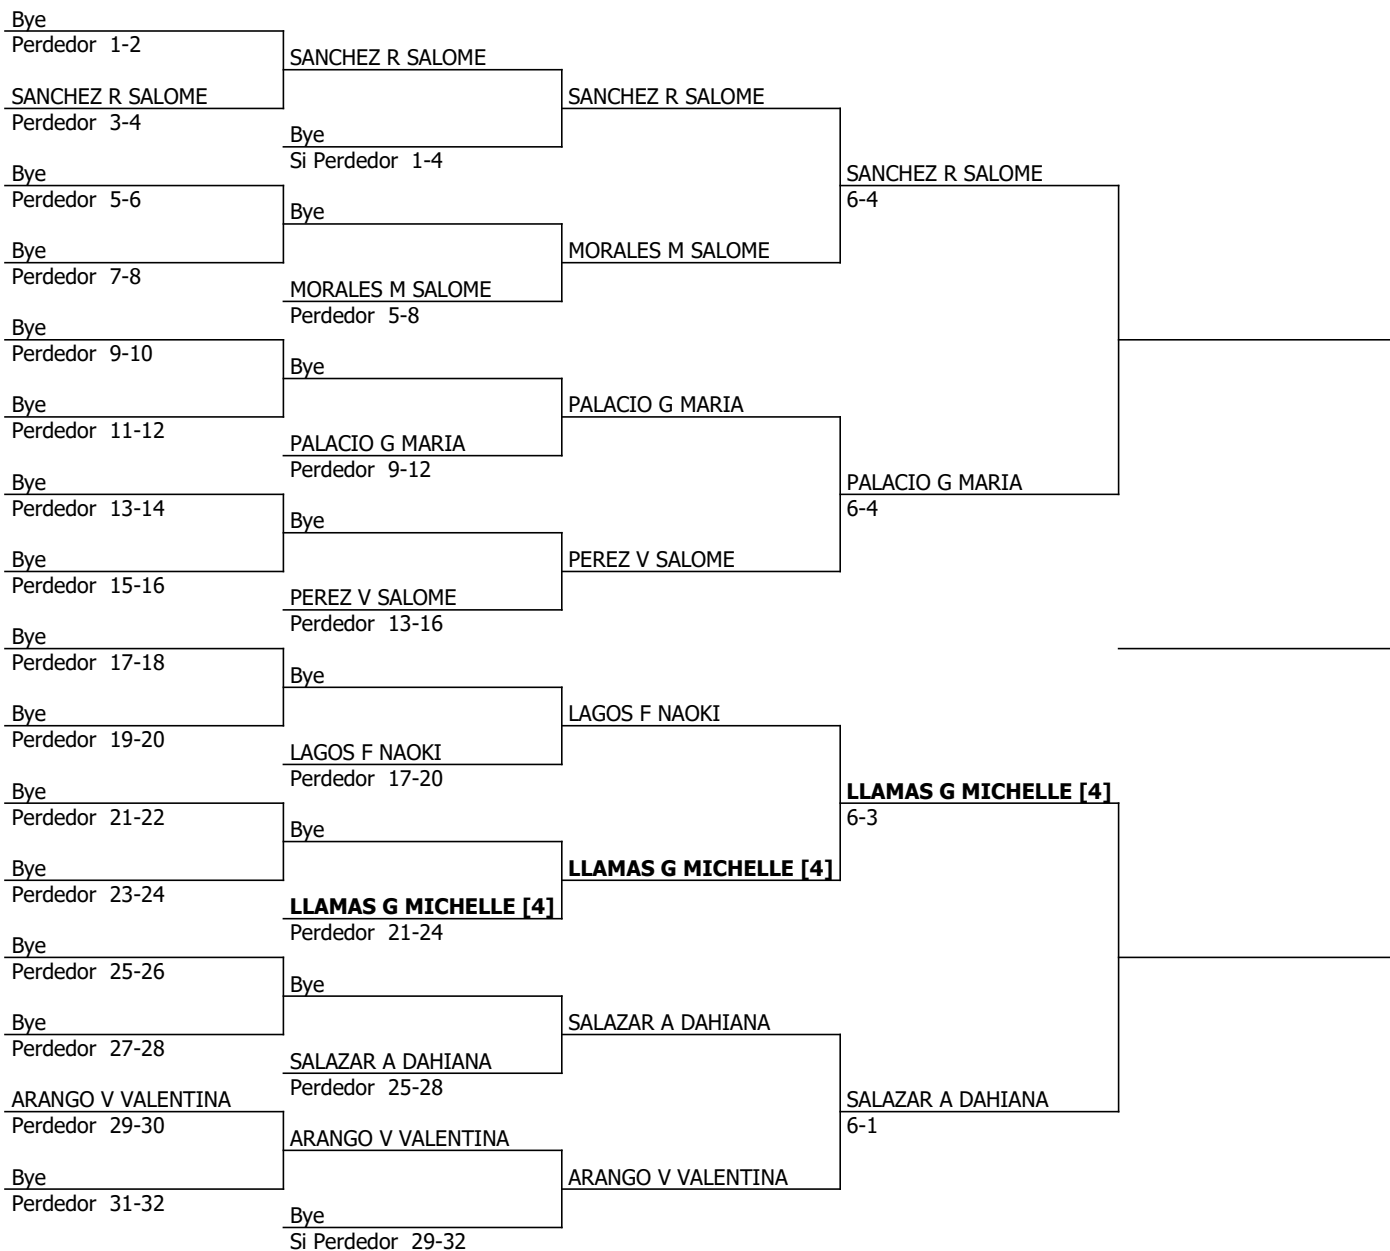 Bye
Perdedor 1-2
SANCHEZ R SALOME
Perdedor 3-4
Bye
Perdedor 5-6
Bye
Perdedor 7-8
Bye
Perdedor 9-10
Bye
Perdedor 11-12
Bye
Perdedor 13-14
Bye
Perdedor 15-16
Bye
Perdedor 17-18
Bye
Perdedor 19-20
Bye
Perdedor 21-22
Bye
Perdedor 23-24
Bye
Perdedor 25-26
Bye
Perdedor 27-28
ARANGO V VALENTINA
Perdedor 29-30
Bye
Perdedor 31-32
SANCHEZ R SALOME
Bye
Si Perdedor 1-4
Bye
MORALES M SALOME
Perdedor 5-8
Bye
PALACIO G MARIA
Perdedor 9-12
Bye
PEREZ V SALOME
Perdedor 13-16
Bye
LAGOS F NAOKI
Perdedor 17-20
Bye
LLAMAS G MICHELLE [4]
Perdedor 21-24
Bye
SALAZAR A DAHIANA
Perdedor 25-28
ARANGO V VALENTINA
Bye
Si Perdedor 29-32
SANCHEZ R SALOME
MORALES M SALOME
PALACIO G MARIA
PEREZ V SALOME
LAGOS F NAOKI
LLAMAS G MICHELLE [4]
SALAZAR A DAHIANA
ARANGO V VALENTINA
SANCHEZ R SALOME
6-4
PALACIO G MARIA
6-4
LLAMAS G MICHELLE [4]
6-3
SALAZAR A DAHIANA
6-1